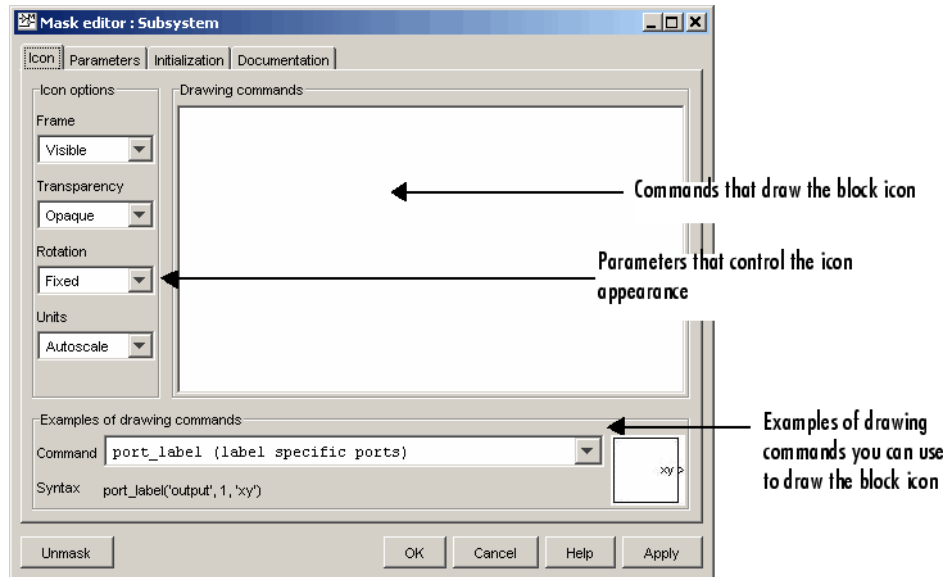 Mask editor : Subsystem
Icon Parameters Initialization Documentation
Icon options
Drawing commands
Frame
Visible
Transparency
Opaque
Rotation
Fixed
Units
Autoscale
Commands that draw the block icon
Parameters that control the icon
appearance
Examples of drawing commands
Command port_label (label specific ports)
Syntax port_label('output', 1, 'xy')
xy
Examples of drawing
commands you can use
to draw the block icon
Unmask OK Cancel Help Apply